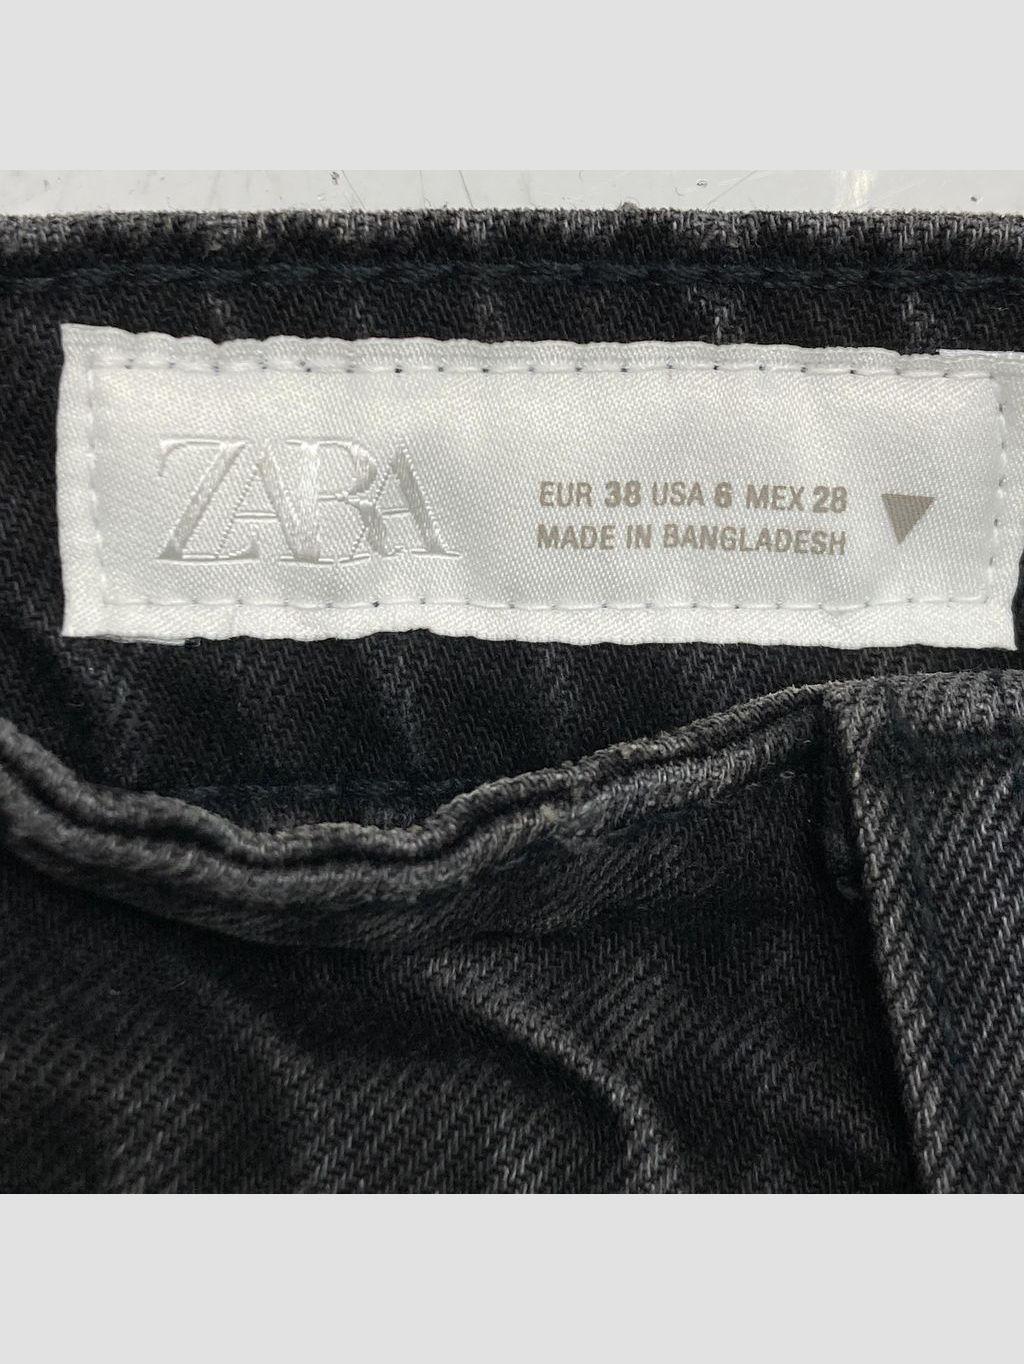 ZARA
EUR 38 USA 6 MEX 28
MADE IN BANGLADESH